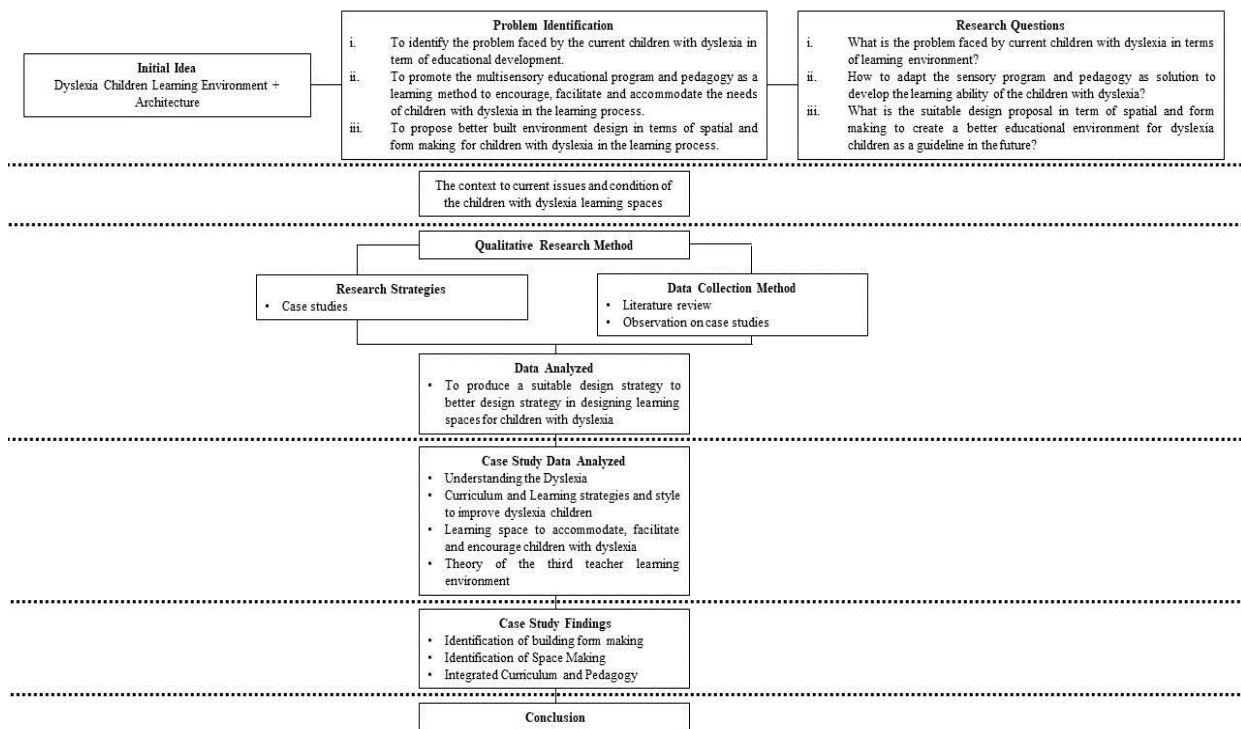 Initial Idea
Dyslexia Children Learning Environment +
Architecture
Problem Identification
i. To identify the problem faced by the current children with dyslexia in
term of educational development.
ii. To promote the multisensory educational program and pedagogy as a
learning method to encourage, facilitate and accommodate the needs
of children with dyslexia in the learning process.
iii. To propose better built environment design in terms of spatial and
form making for children with dyslexia in the learning process.
Research Questions
i. What is the problem faced by current children with dyslexia in terms
of learning environment?
ii. How to adapt the sensory program and pedagogy as solution to
develop the learning ability of the children with dyslexia?
iii. What is the suitable design proposal in term of spatial and form
making to create a better educational environment for dyslexia
children as a guideline in the future?
The context to current issues and condition of
the children with dyslexia learning spaces
Qualitative Research Method
Research Strategies
• Case studies
Data Collection Method
• Literature review
• Observation on case studies
Data Analyzed
• To produce a suitable design strategy to
better design strategy in designing learning
spaces for children with dyslexia
Case Study Data Analyzed
• Understanding the Dyslexia
• Curriculum and Learning strategies and style
to improve dyslexia children
• Learning space to accommodate, facilitate
and encourage children with dyslexia
• Theory of the third teacher learning
environment
Case Study Findings
• Identification of building form making
• Identification of Space Making
• Integrated Curriculum and Pedagogy
Conclusion